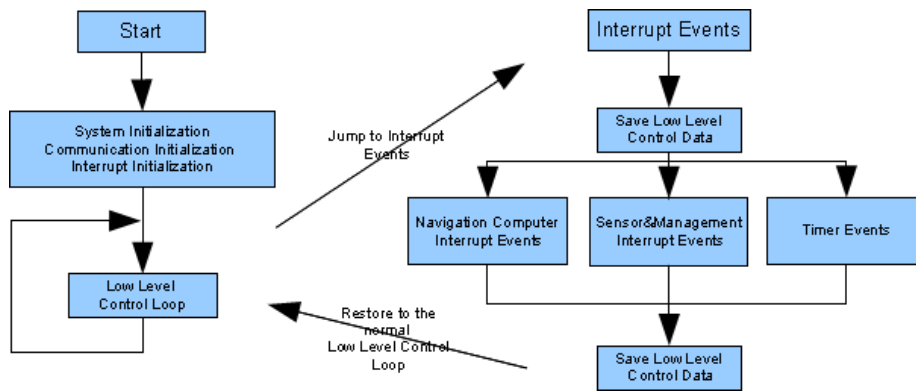 Start
System Initialization
Communication Initialization
Interrupt Initialization
Low Level
Control Loop
Jump to Interrupt
Events
Restore to the
normal
Low Level Control
Loop
Interrupt Events
Save Low Level
Control Data
Navigation Computer
Interrupt Events
Sensor&Management
Interrupt Events
Timer Events
Save Low Level
Control Data